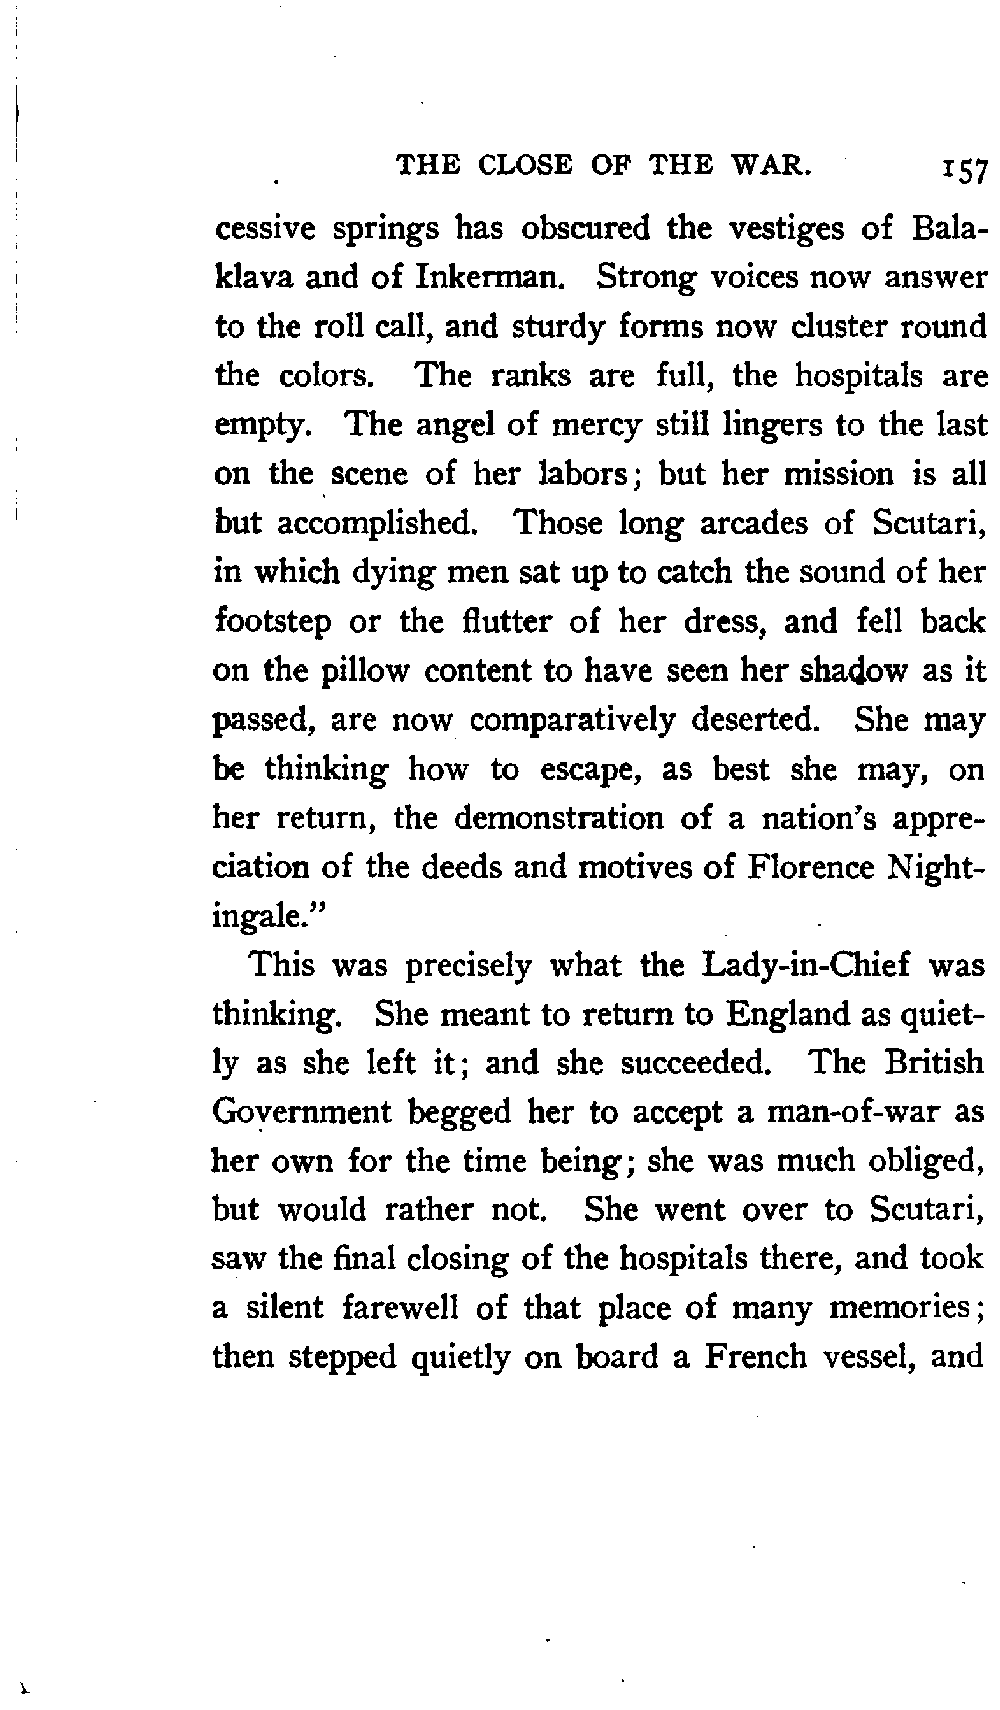 THE CLOSE OF THE WAR. 157
cessive springs has obscured the vestiges of Bala-
klava and of Inkerman. Strong voices now answer
to the roll call, and sturdy forms now cluster round
the colors. The ranks are full, the hospitals are
empty. The angel of mercy still lingers to the last
on the scene of her labors; but her mission is all
but accomplished. Those long arcades of Scutari,
in which dying men sat up to catch the sound of her
footstep or the flutter of her dress, and fell back
on the pillow content to have seen her shadow as it
passed, are now comparatively deserted. She may
be thinking how to escape, as best she may, on
her return, the demonstration of a nation's appre-
ciation of the deeds and motives of Florence Night-
ingale."
This was precisely what the Lady-in-Chief was
thinking. She meant to return to England as quiet-
ly as she left it; and she succeeded. The British
Government begged her to accept a man-of-war as
her own for the time being; she was much obliged,
but would rather not. She went over to Scutari,
saw the final closing of the hospitals there, and took
a silent farewell of that place of many memories;
then stepped quietly on board a French vessel, and